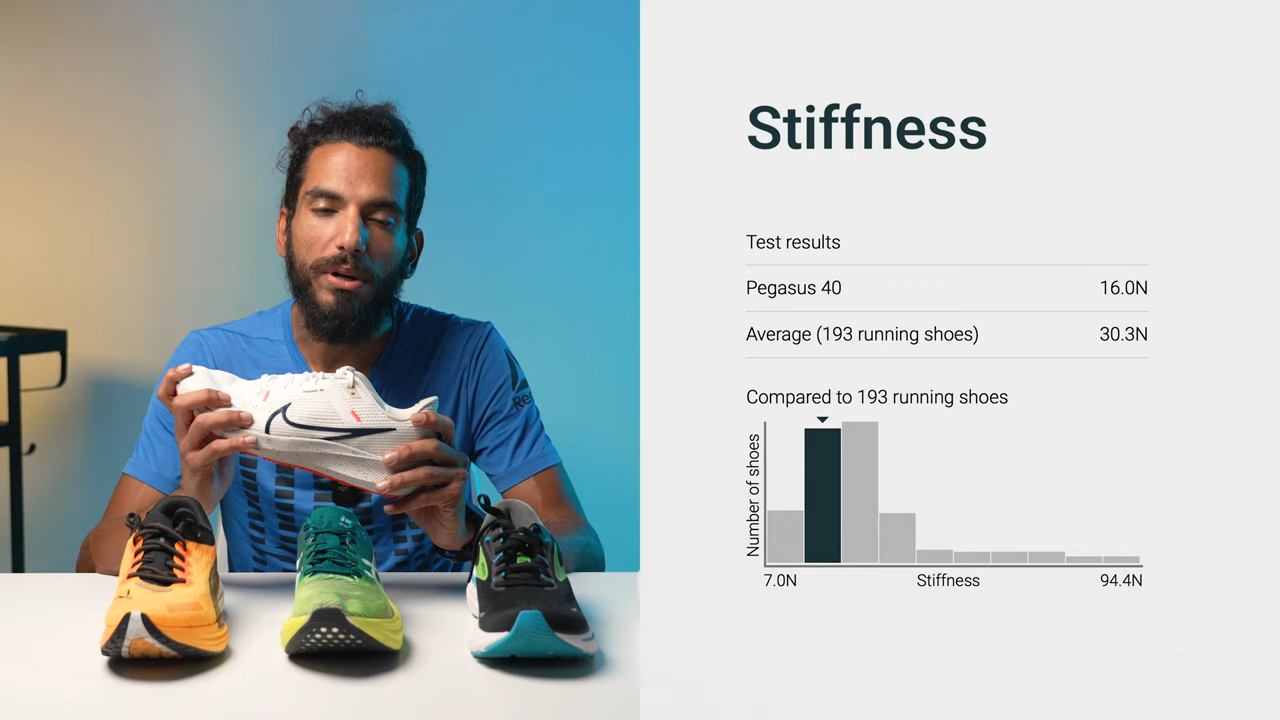 Stiffness
Test results
Pegasus 40 16.0N
Average (193 running shoes) 30.3N
Compared to 193 running shoes
Number of shoes
7.0N Stiffness 94.4N